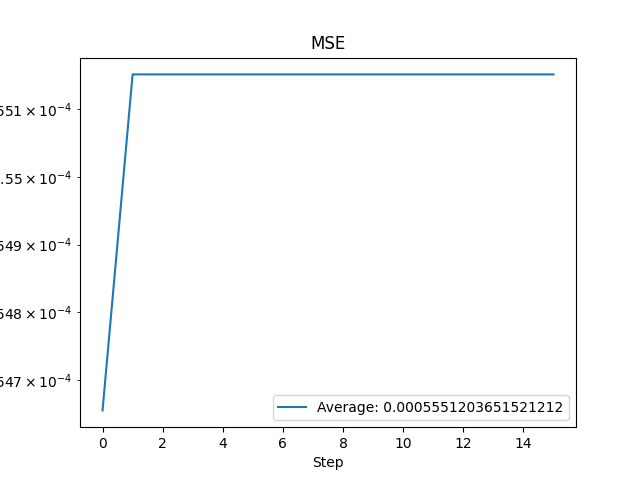 MSE
551 × 10⁻⁴
.55 × 10⁻⁴
549 × 10⁻⁴
548 × 10⁻⁴
547 × 10⁻⁴
Average: 0.0005551203651521212
0 2 4 6 8 10 12 14
Step